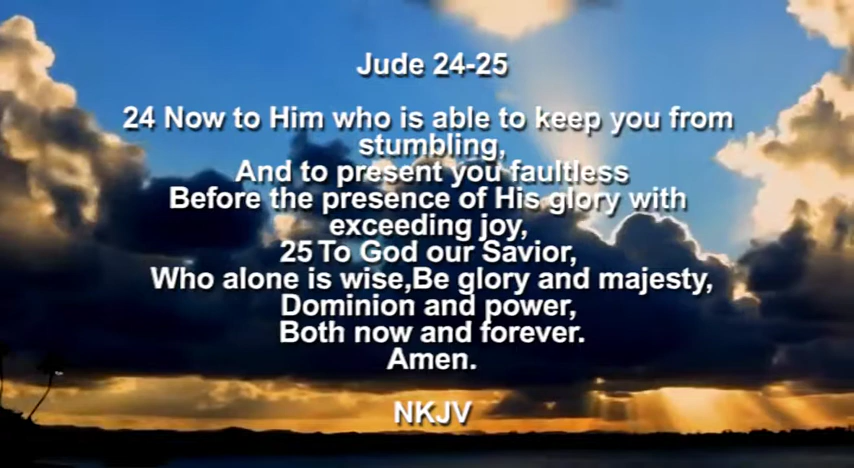 Jude 24-25
24 Now to Him who is able to keep you from
stumbling,
And to present you faultless
Before the presence of His glory with
exceeding joy,
25 To God our Savior,
Who alone is wise,Be glory and majesty,
Dominion and power,
Both now and forever.
Amen.
NKJV